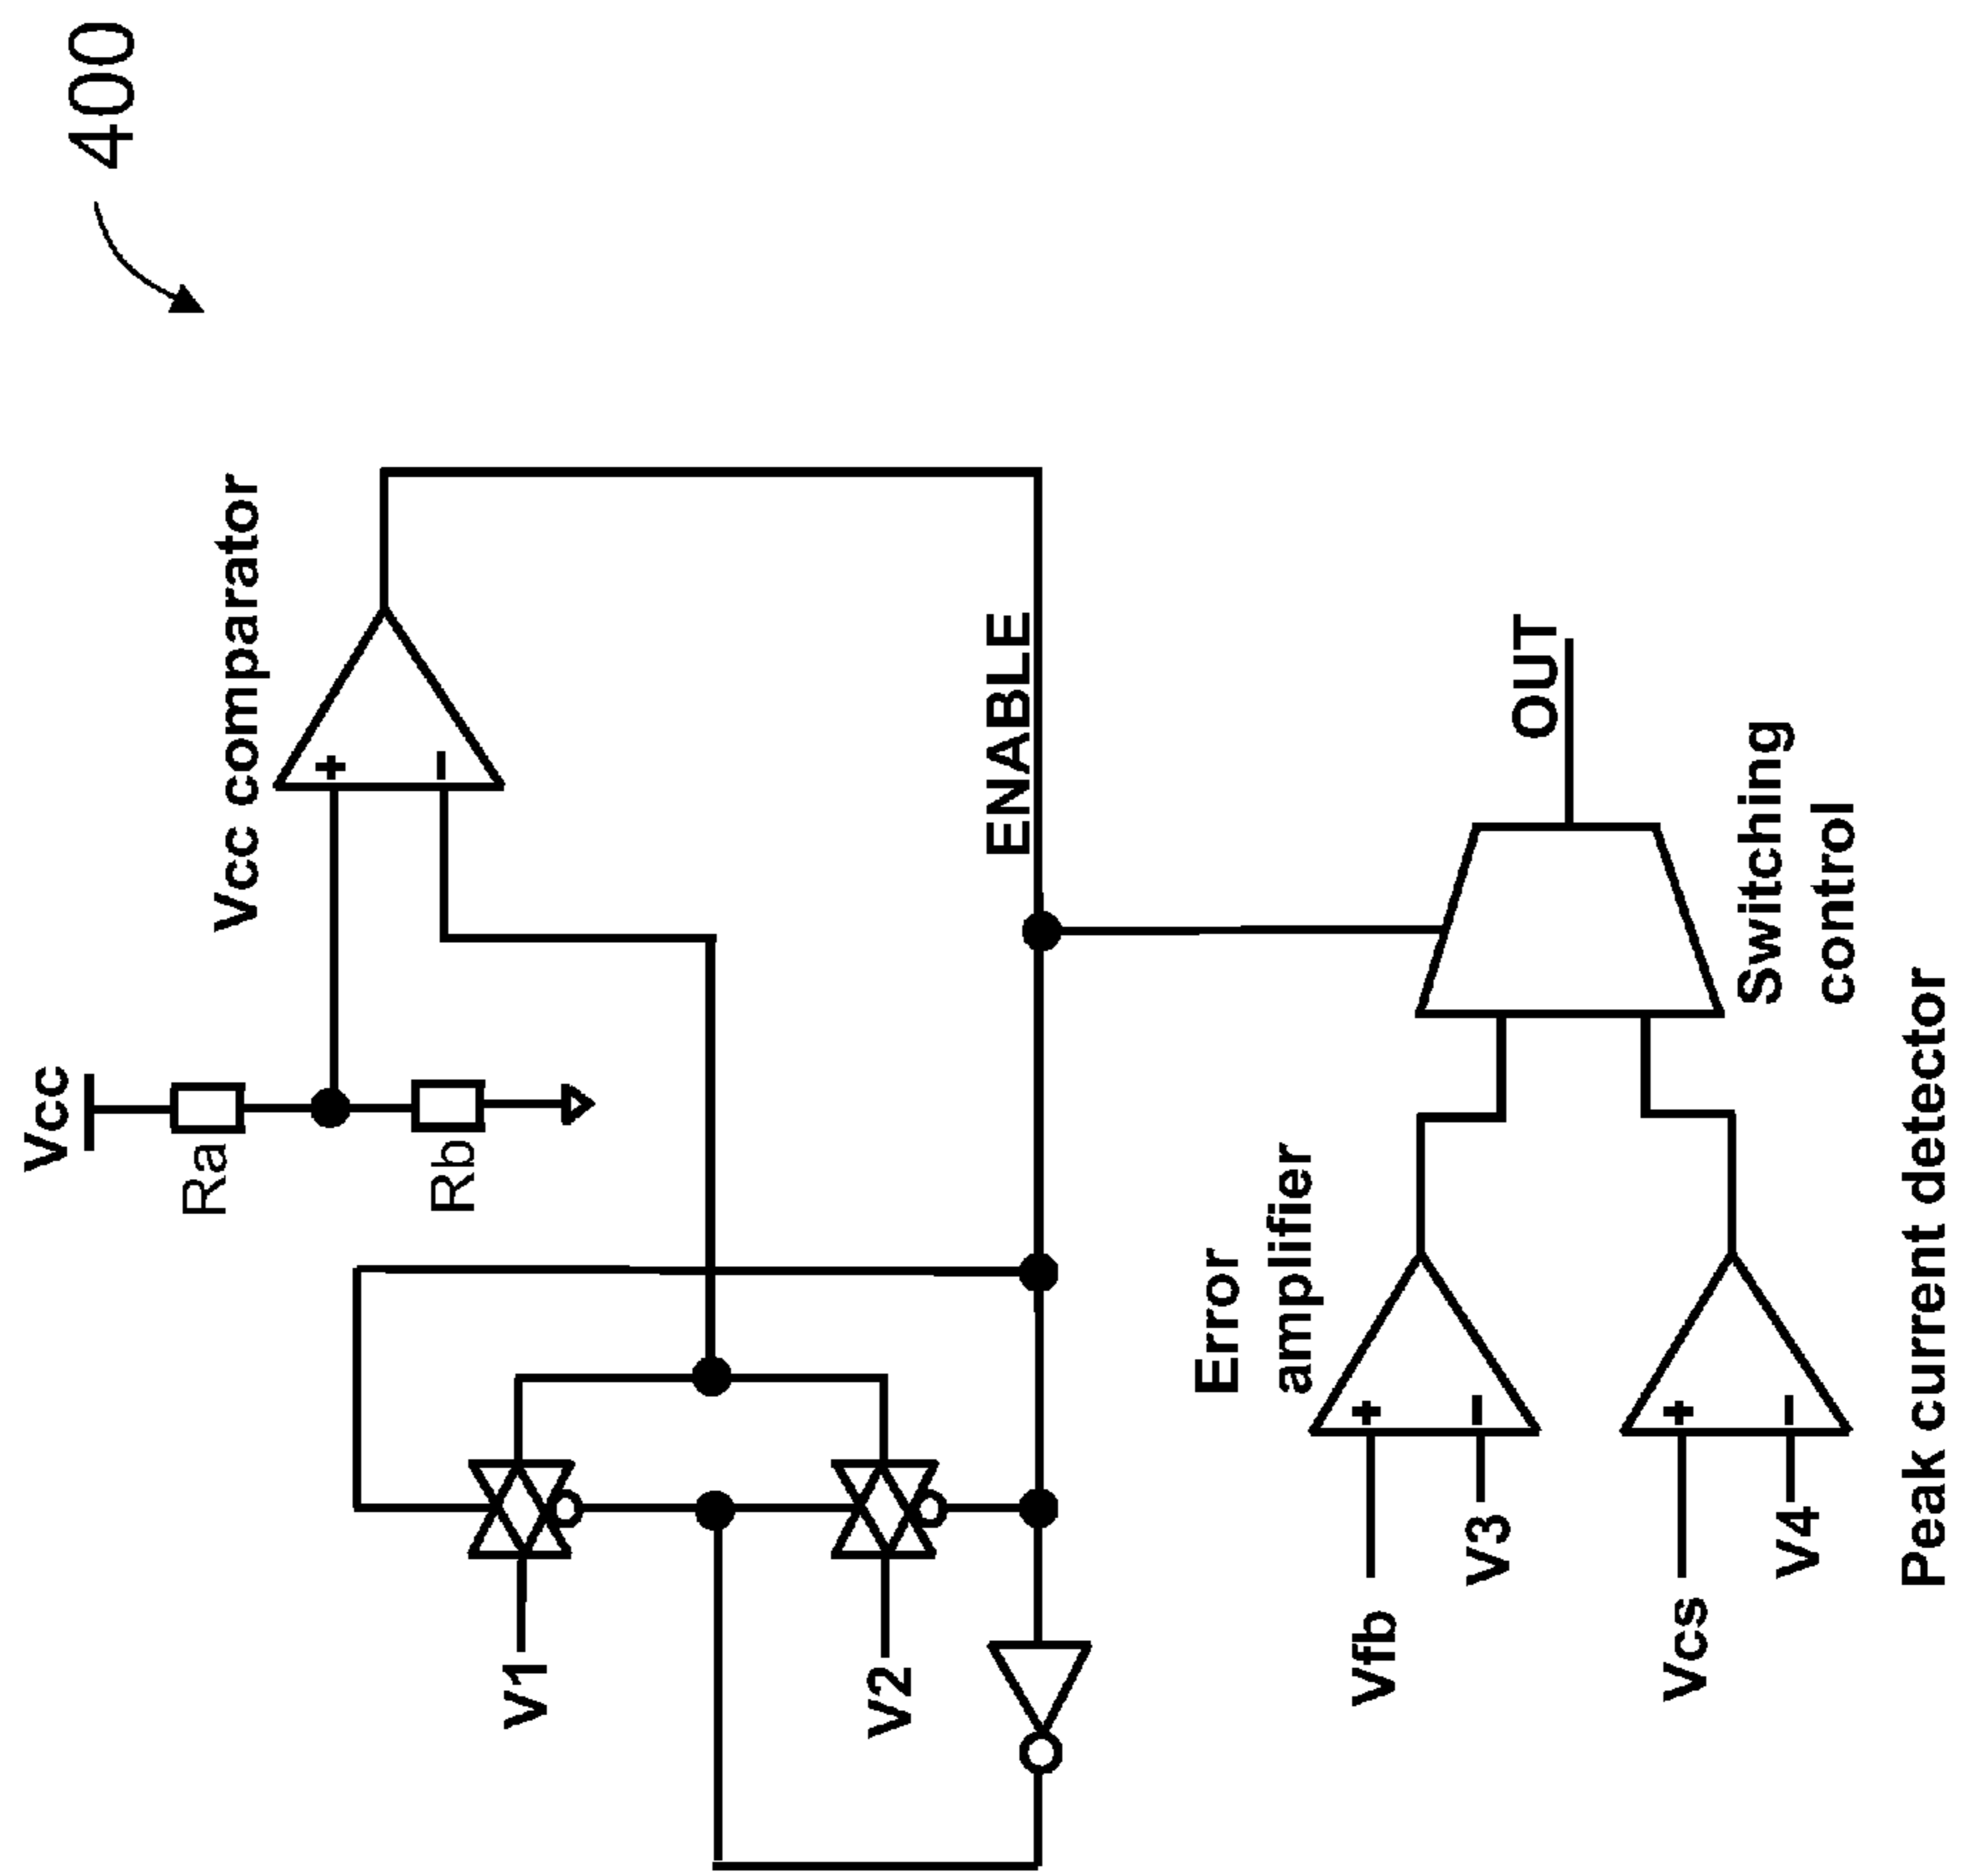 400
Vcc
Ra
Rb
Vcc comparator
+
−
ENABLE
V1
V2
Error
amplifier
+
−
Vfb
V3
+
−
Vcs
V4
Peak current detector
OUT
Switching
control